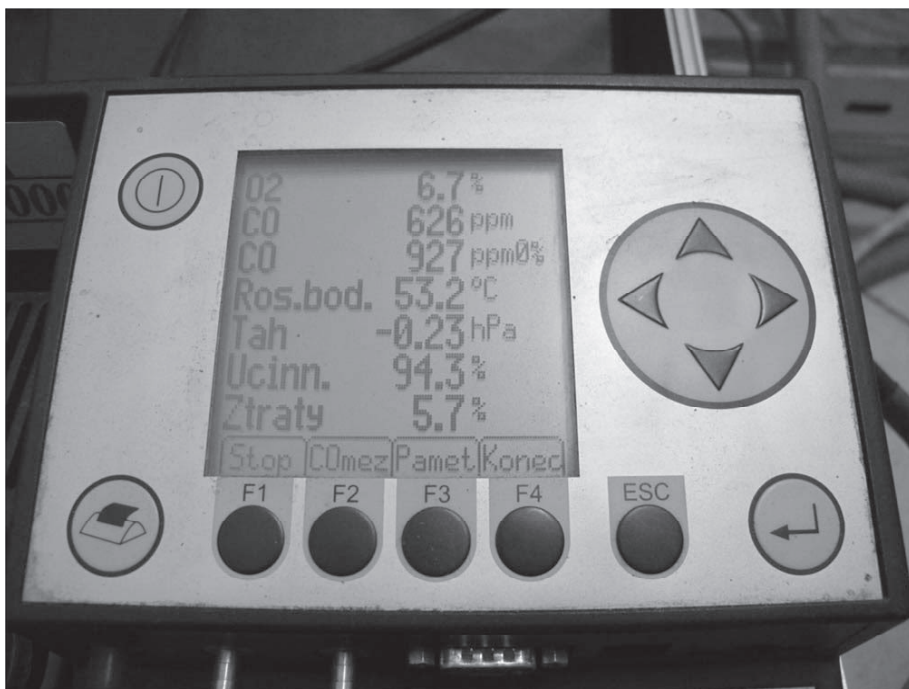 O2 6.7 %
CO 626 ppm
CO 927 ppm0%
Ros.bod. 53.2 °C
Tah -0.23 hPa
Ucinn. 94.3 %
Ztraty 5.7 %
Stop COmez Pamet Konec
F1 F2 F3 F4 ESC